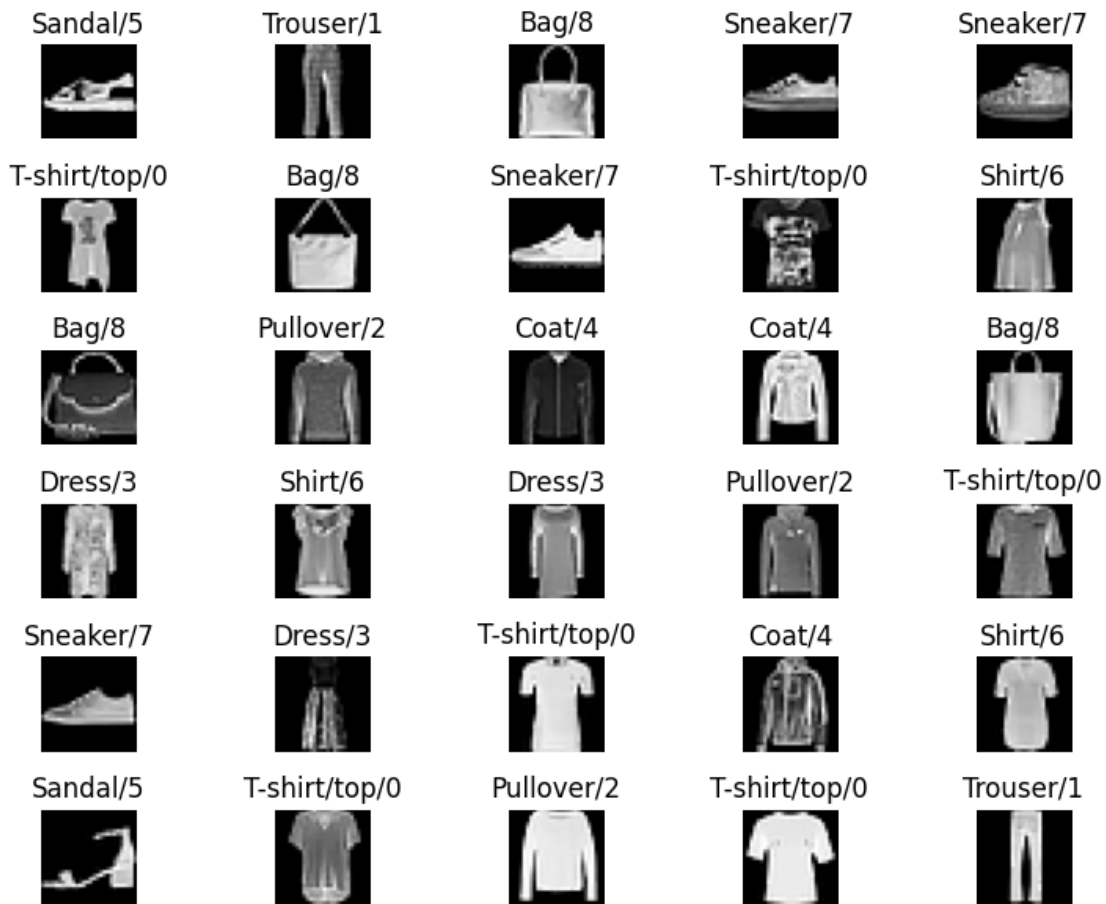 Sandal/5 Trouser/1 Bag/8 Sneaker/7 Sneaker/7
T-shirt/top/0 Bag/8 Sneaker/7 T-shirt/top/0 Shirt/6
Bag/8 Pullover/2 Coat/4 Coat/4 Bag/8
Dress/3 Shirt/6 Dress/3 Pullover/2 T-shirt/top/0
Sneaker/7 Dress/3 T-shirt/top/0 Coat/4 Shirt/6
Sandal/5 T-shirt/top/0 Pullover/2 T-shirt/top/0 Trouser/1